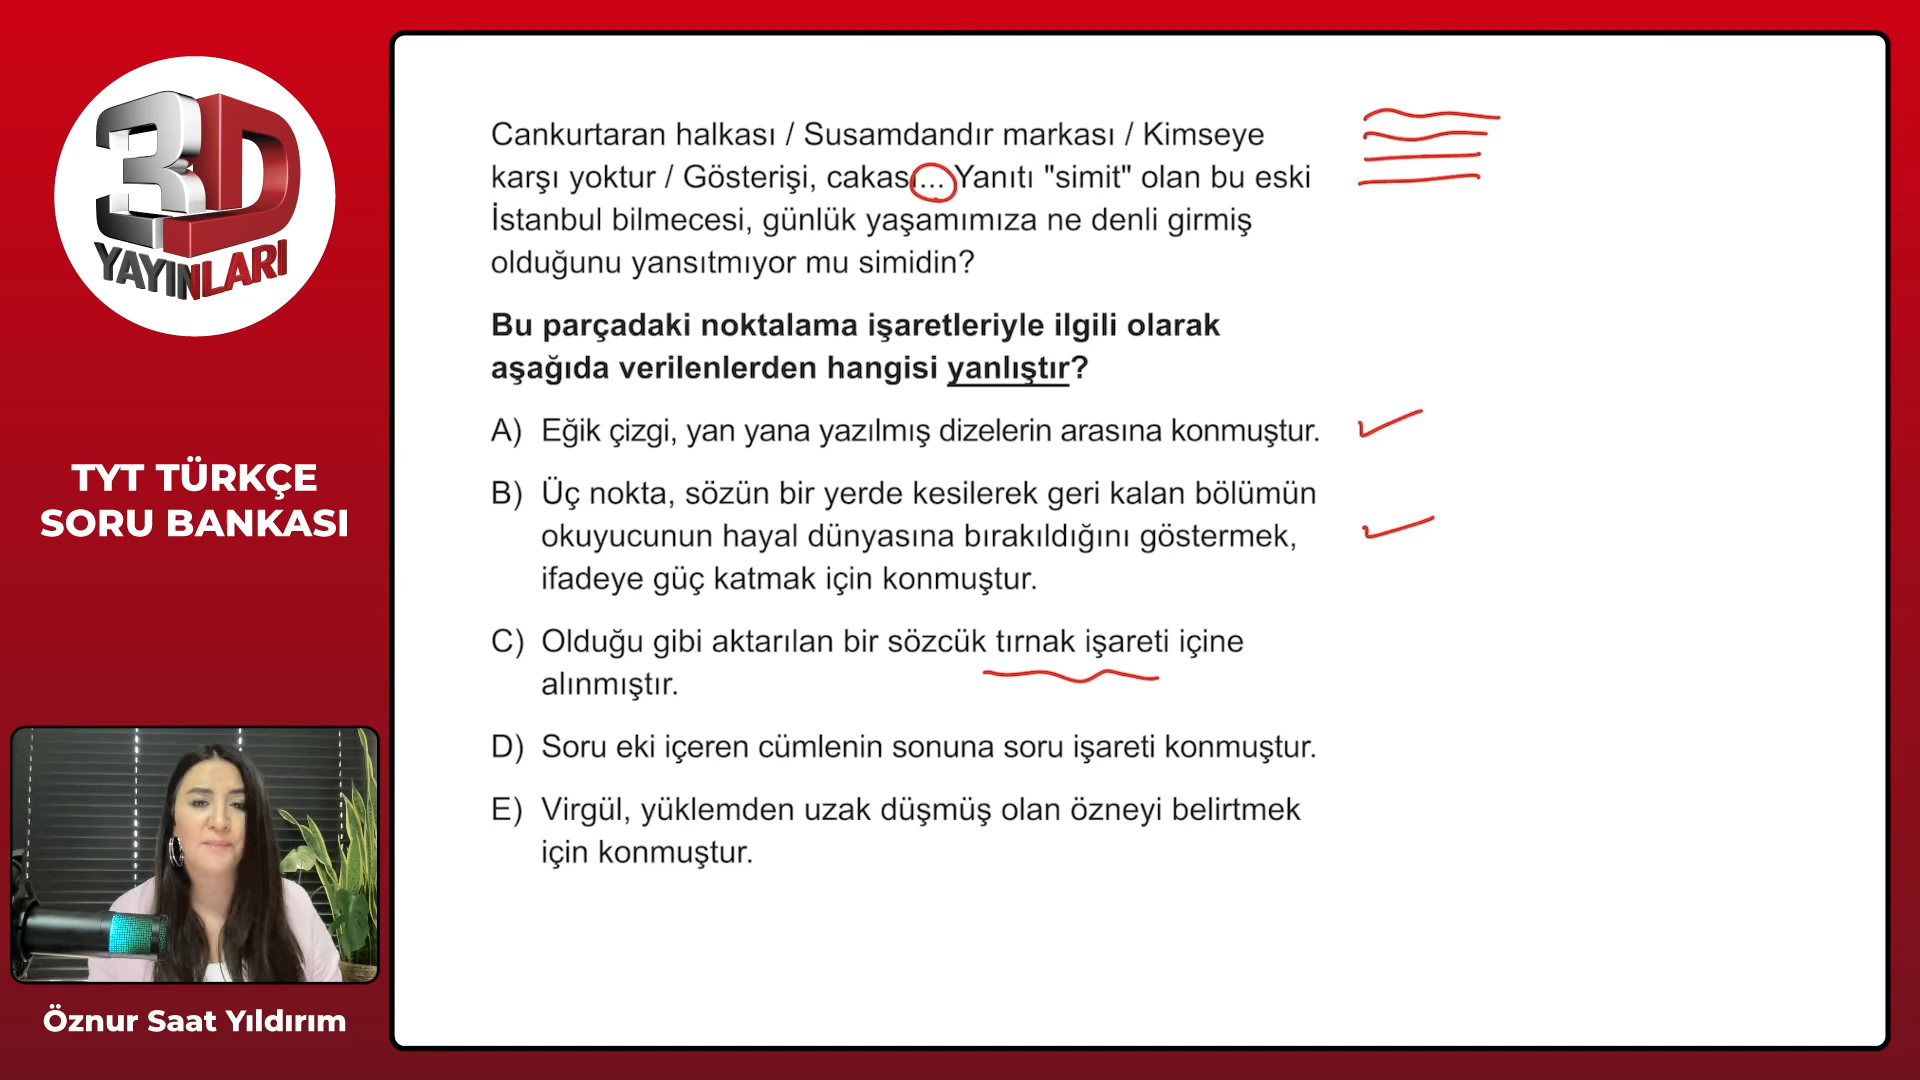 3D
YAYINLARI
TYT TÜRKÇE
SORU BANKASI
Öznur Saat Yıldırım
Cankurtaran halkası / Susamdandır markası / Kimseye
karşı yoktur / Gösterişi, cakası... Yanıtı "simit" olan bu eski
İstanbul bilmecesi, günlük yaşamımıza ne denli girmiş
olduğunu yansıtmıyor mu simidin?
Bu parçadaki noktalama işaretleriyle ilgili olarak
aşağıda verilenlerden hangisi yanlıştır?
A) Eğik çizgi, yan yana yazılmış dizelerin arasına konmuştur.
B) Üç nokta, sözün bir yerde kesilerek geri kalan bölümün
okuyucunun hayal dünyasına bırakıldığını göstermek,
ifadeye güç katmak için konmuştur.
C) Olduğu gibi aktarılan bir sözcük tırnak işareti içine
alınmıştır.
D) Soru eki içeren cümlenin sonuna soru işareti konmuştur.
E) Virgül, yüklemden uzak düşmüş olan özneyi belirtmek
için konmuştur.